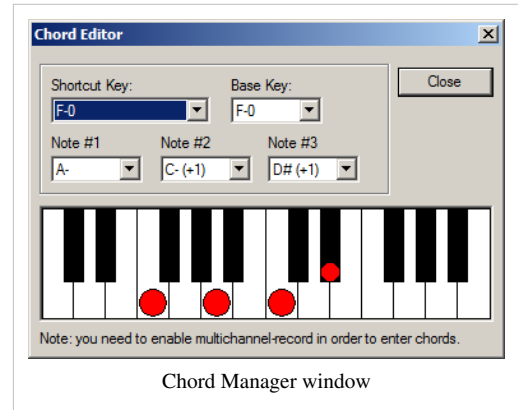 Chord Editor
Shortcut Key: Base Key: Close
F-0 F-0
Note #1 Note #2 Note #3
A- C- (+1) D# (+1)
Note: you need to enable multichannel-record in order to enter chords.
Chord Manager window